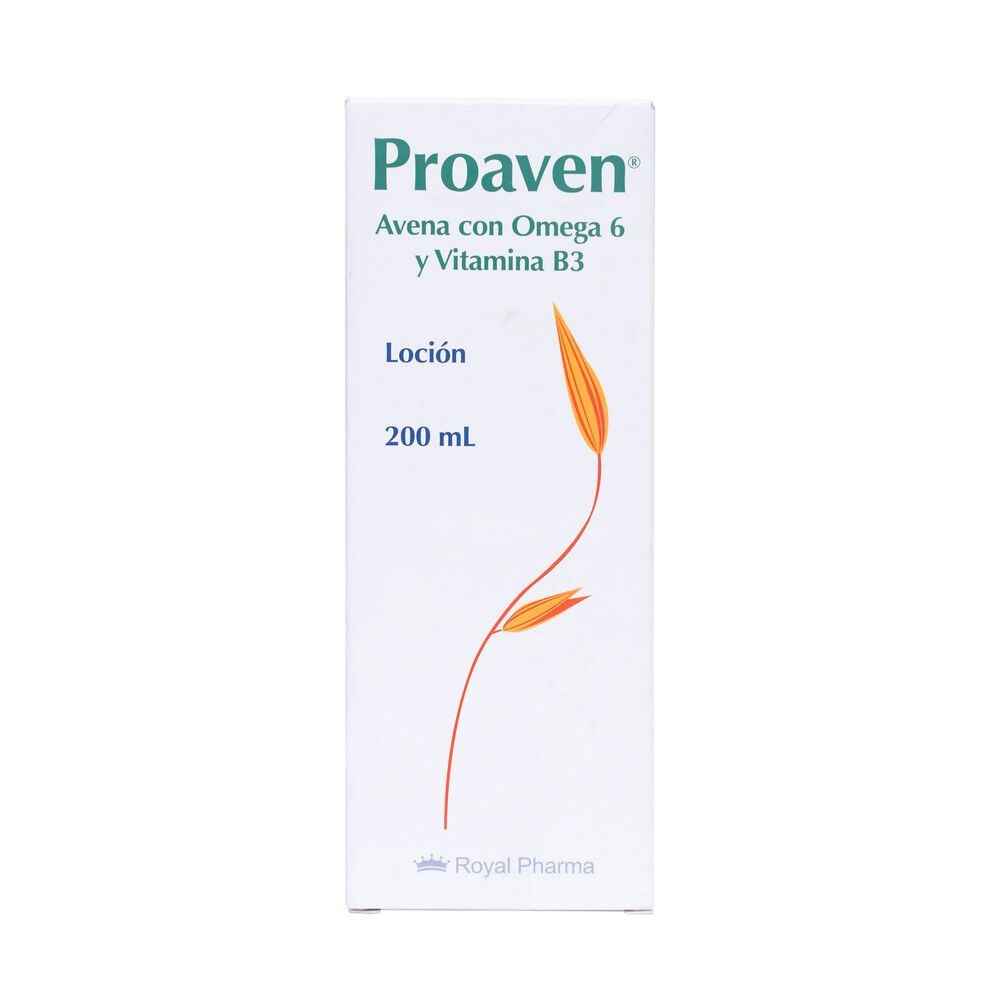 Proaven®
Avena con Omega 6
y Vitamina B3
Loción
200 mL
Royal Pharma